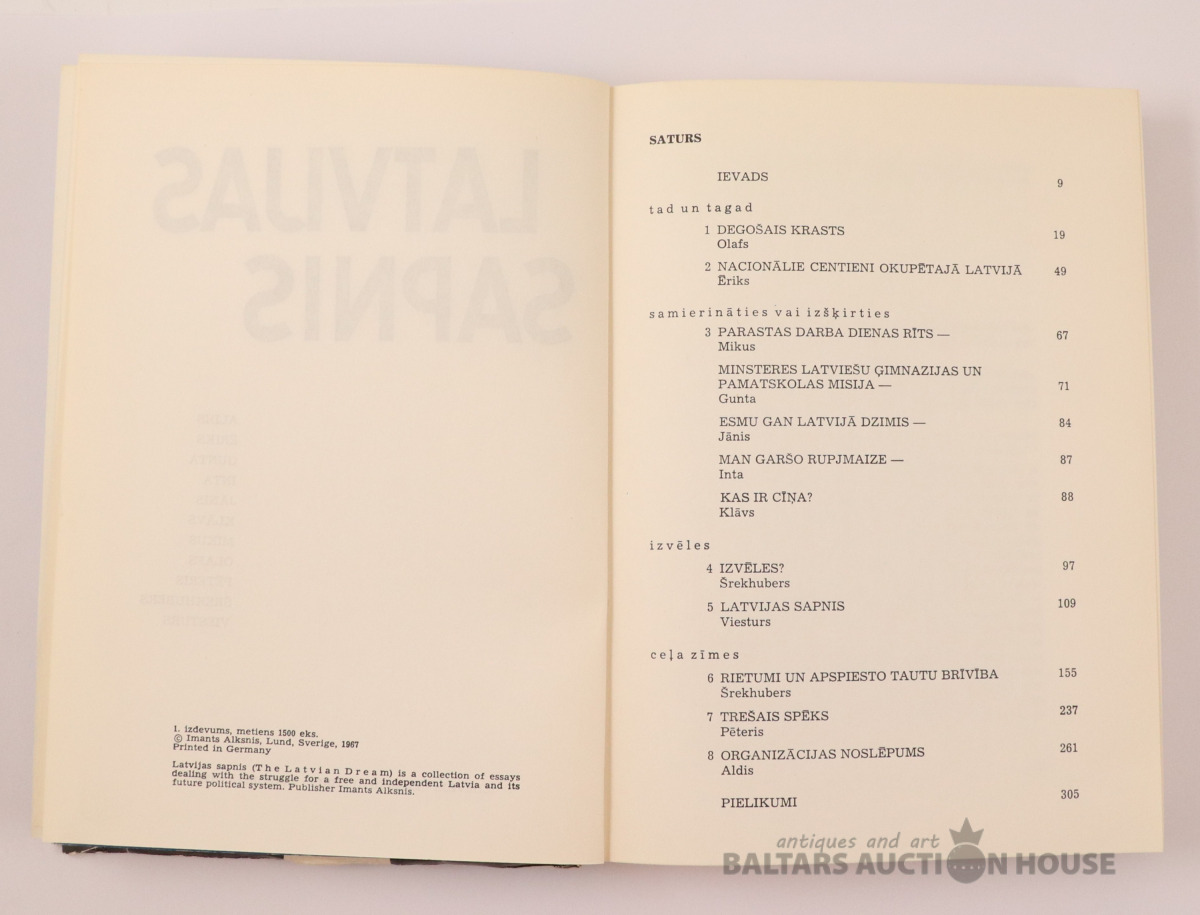 1. izdevums, metiens 1500 eks.
© Imants Alksnis, Lund, Sverige, 1967
Printed in Germany
Latvijas sapnis (The Latvian Dream) is a collection of essays
dealing with the struggle for a free and independent Latvia and its
future political system. Publisher Imants Alksnis.
SATURS
IEVADS 9
tad un tagad
1 DEGOŠAIS KRASTS 19
Olafs
2 NACIONĀLIE CENTIENI OKUPĒTAJĀ LATVIJĀ 49
Ēriks
samierināties vai izšķirties
3 PARASTAS DARBA DIENAS RĪTS — 67
Mikus
MINSTERES LATVIEŠU ĢIMNAZIJAS UN
PAMATSKOLAS MISIJA — 71
Gunta
ESMU GAN LATVIJĀ DZIMIS — 84
Jānis
MAN GARŠO RUPJMAIZE — 87
Inta
KAS IR CĪŅA? 88
Klāvs
izvēles
4 IZVĒLES? 97
Šrekhubers
5 LATVIJAS SAPNIS 109
Viesturs
ceļa zīmes
6 RIETUMI UN APSPIESTO TAUTU BRĪVĪBA 155
Šrekhubers
7 TREŠAIS SPĒKS 237
Pēteris
8 ORGANIZĀCIJAS NOSLĒPUMS 261
Aldis
PIELIKUMI 305
antiques and art
BALTARS AUCTION HOUSE